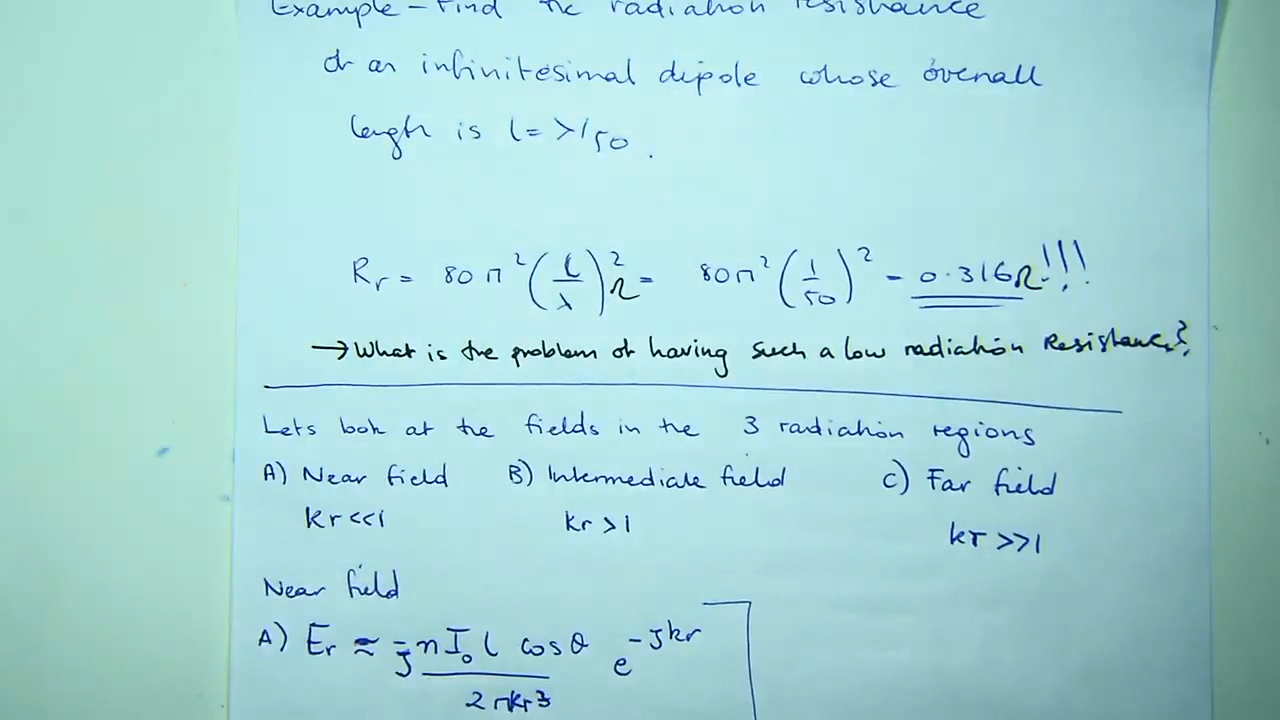 Example - Find the radiation resistance
of an infinitesimal dipole whose overall
length is l = λ/50.
Rr = 80π²(l/λ)²Ω = 80π²(1/50)² = 0.316Ω!!!
→ What is the problem of having such a low radiation Resistance?
Lets look at the fields in the 3 radiation regions
A) Near field B) Intermediate field C) Far field
kr<<1 kr>1 kr>>1
Near field
A) Er ≈ -j nI₀ l cosθ / 2πkr³ e^-jkr